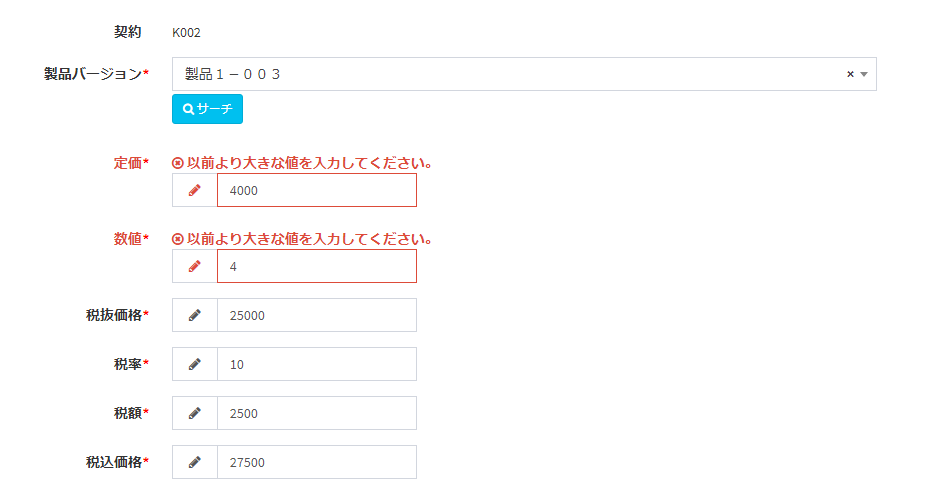 契約 K002
製品バージョン* 製品１－００３ × 
サーチ
定価* 以前より大きな値を入力してください。
4000
数値* 以前より大きな値を入力してください。
4
税抜価格* 25000
税率* 10
税額* 2500
税込価格* 27500